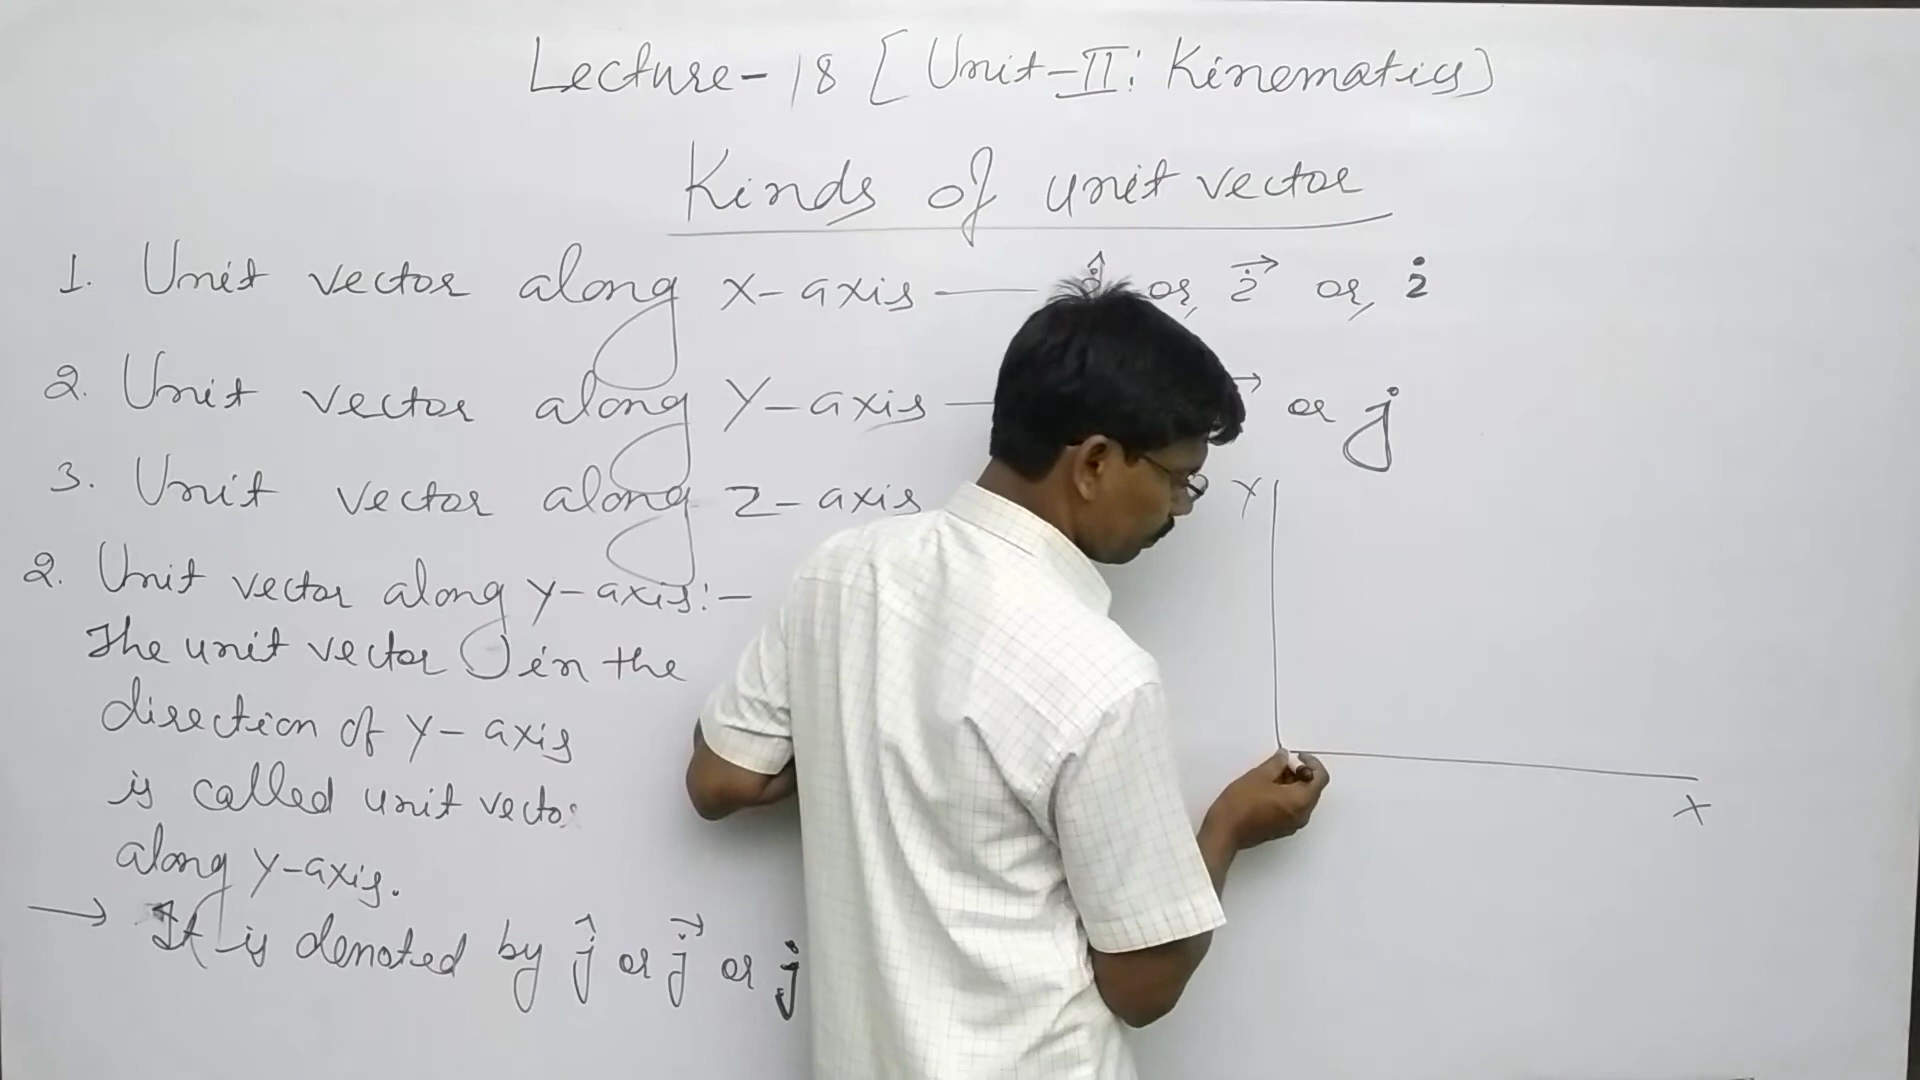 Lecture-18 [Unit-II: Kinematics)
Kinds of unit vector
1. Unit vector along x-axis — î or, i⃗ or, i
2. Unit vector along Y-axis — or j
3. Unit vector along z-axis
2. Unit vector along y-axis:-
The unit vector in the
direction of Y-axis
is called unit vector
along y-axis.
→ It is denoted by ĵ or j⃗ or j
Y
X